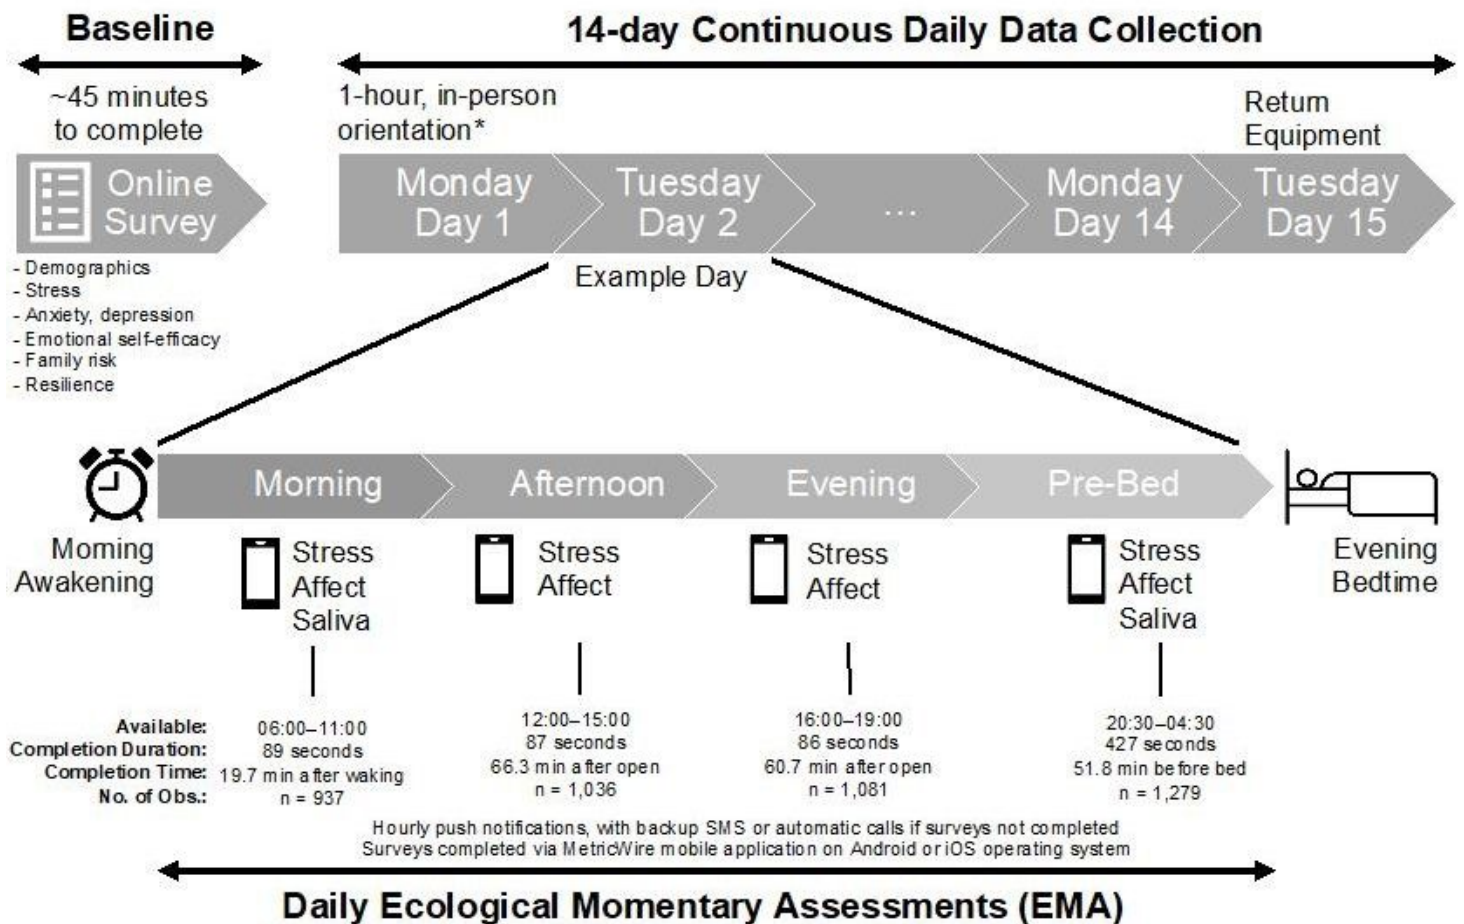 Baseline
14-day Continuous Daily Data Collection
~45 minutes
to complete
1-hour, in-person
orientation*
Return
Equipment
Online
Survey
Monday
Day 1
Tuesday
Day 2
...
Monday
Day 14
Tuesday
Day 15
- Demographics
- Stress
- Anxiety, depression
- Emotional self-efficacy
- Family risk
- Resilience
Example Day
Morning
Afternoon
Evening
Pre-Bed
Morning
Awakening
Stress
Affect
Saliva
Stress
Affect
Stress
Affect
Stress
Affect
Saliva
Evening
Bedtime
Available: 06:00–11:00 12:00–15:00 16:00–19:00 20:30–04:30
Completion Duration: 89 seconds 87 seconds 86 seconds 427 seconds
Completion Time: 19.7 min after waking 66.3 min after open 60.7 min after open 51.8 min before bed
No. of Obs.: n = 937 n = 1,036 n = 1,081 n = 1,279
Hourly push notifications, with backup SMS or automatic calls if surveys not completed
Surveys completed via MetricWire mobile application on Android or iOS operating system
Daily Ecological Momentary Assessments (EMA)